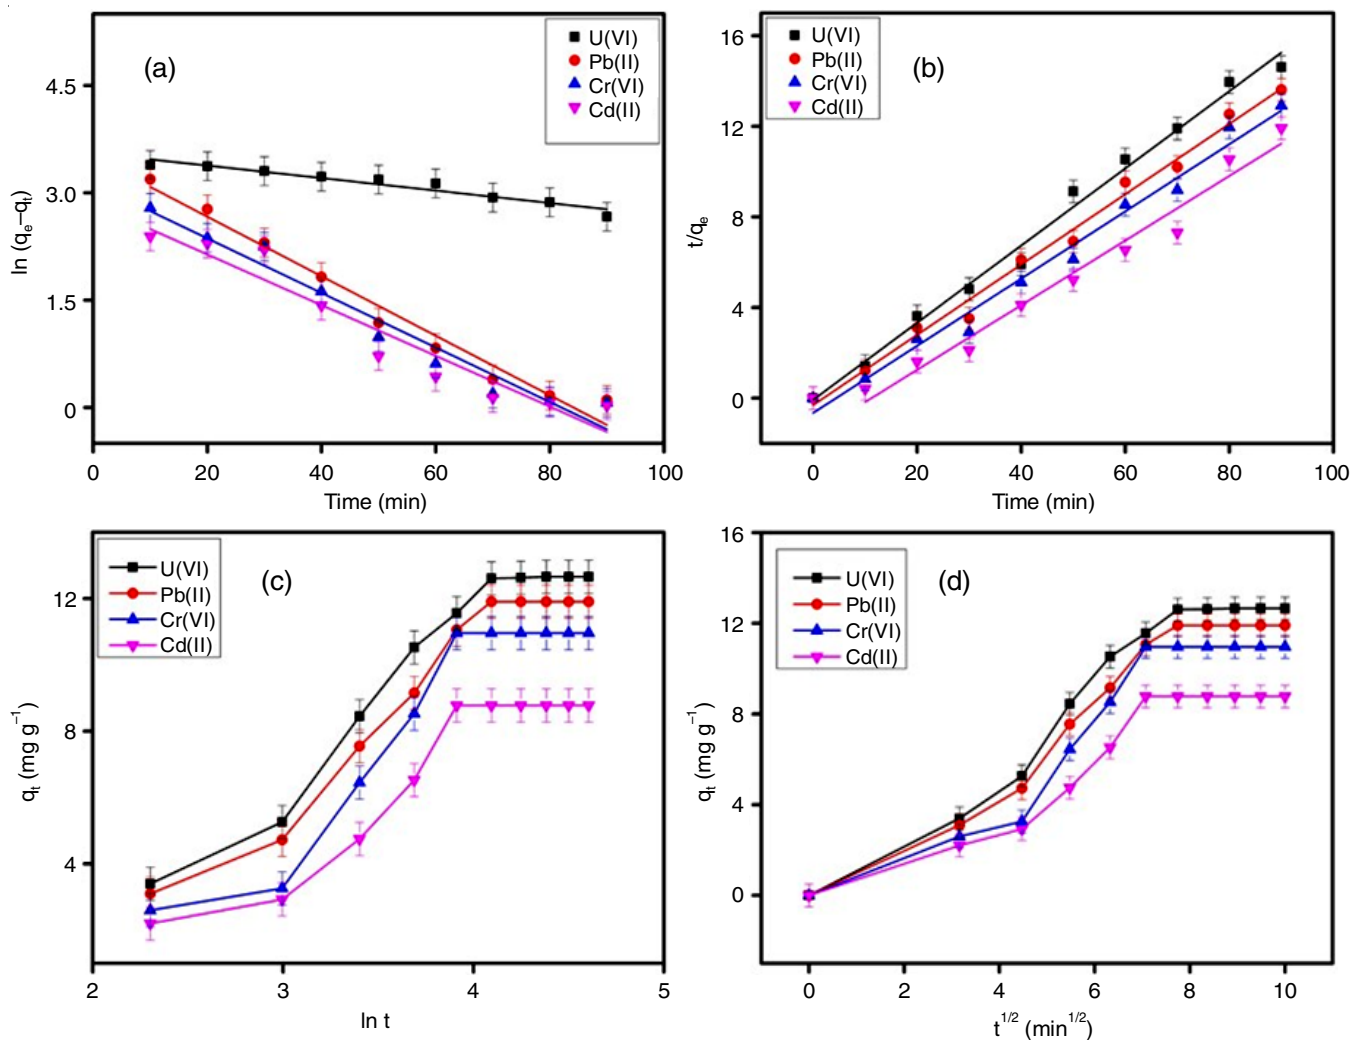 (a)
U(VI)
Pb(II)
Cr(VI)
Cd(II)
4.5
3.0
1.5
0
ln (qe–qt)
0 20 40 60 80 100
Time (min)
(b)
U(VI)
Pb(II)
Cr(VI)
Cd(II)
16
12
8
4
0
t/qe
0 20 40 60 80 100
Time (min)
(c)
U(VI)
Pb(II)
Cr(VI)
Cd(II)
12
8
4
qt (mg g–1)
2 3 4 5
ln t
(d)
U(VI)
Pb(II)
Cr(VI)
Cd(II)
16
12
8
4
0
qt (mg g–1)
0 2 4 6 8 10
t1/2 (min1/2)